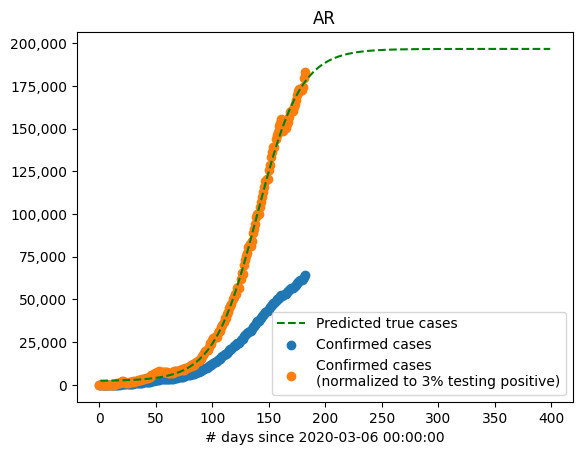 AR
200,000
175,000
150,000
125,000
100,000
75,000
50,000
25,000
0
Predicted true cases
Confirmed cases
Confirmed cases
(normalized to 3% testing positive)
0 50 100 150 200 250 300 350 400
# days since 2020-03-06 00:00:00